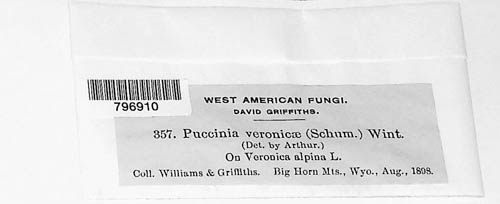 796910
WEST AMERICAN FUNGI.
DAVID GRIFFITHS.
357. Puccinia veronicæ (Schum.) Wint.
(Det. by Arthur.)
On Veronica alpina L.
Coll. Williams & Griffiths. Big Horn Mts., Wyo., Aug., 1898.